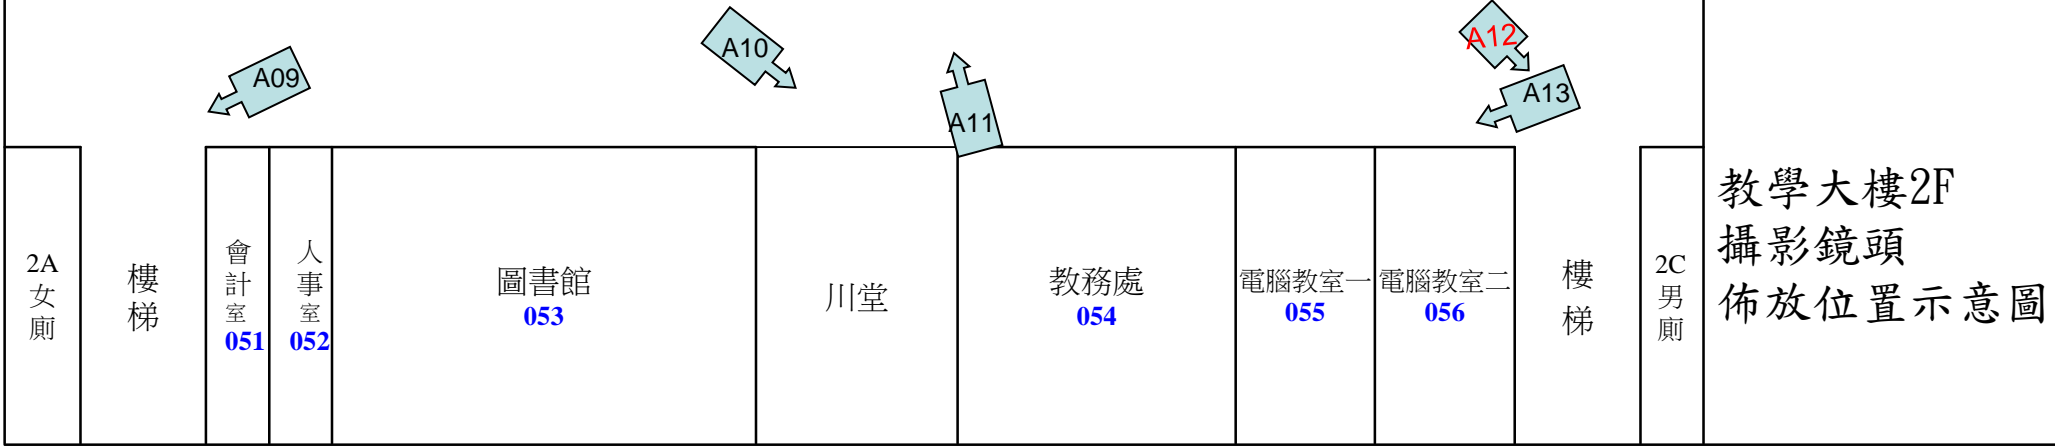 A09
A10
A11
A12
A13
2A
女
廁
樓
梯
會
計
室
051
人
事
室
052
圖書館
053
川堂
教務處
054
電腦教室一
055
電腦教室二
056
樓
梯
2C
男
廁
教學大樓2F
攝影鏡頭
佈放位置示意圖